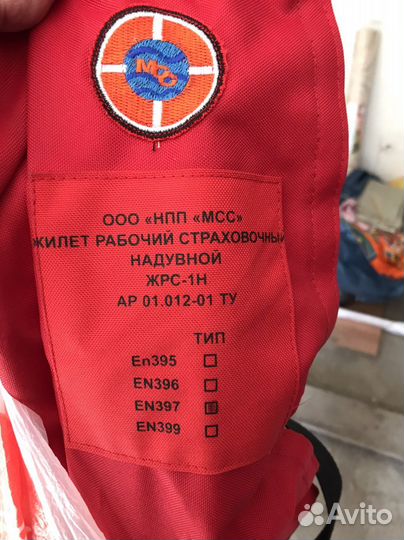 МСС
ООО «НПП «МСС»
ЖИЛЕТ РАБОЧИЙ СТРАХОВОЧНЫЙ
НАДУВНОЙ
ЖРС-1Н
АР 01.012-01 ТУ
ТИП
En395
EN396
EN397
EN399
Avito